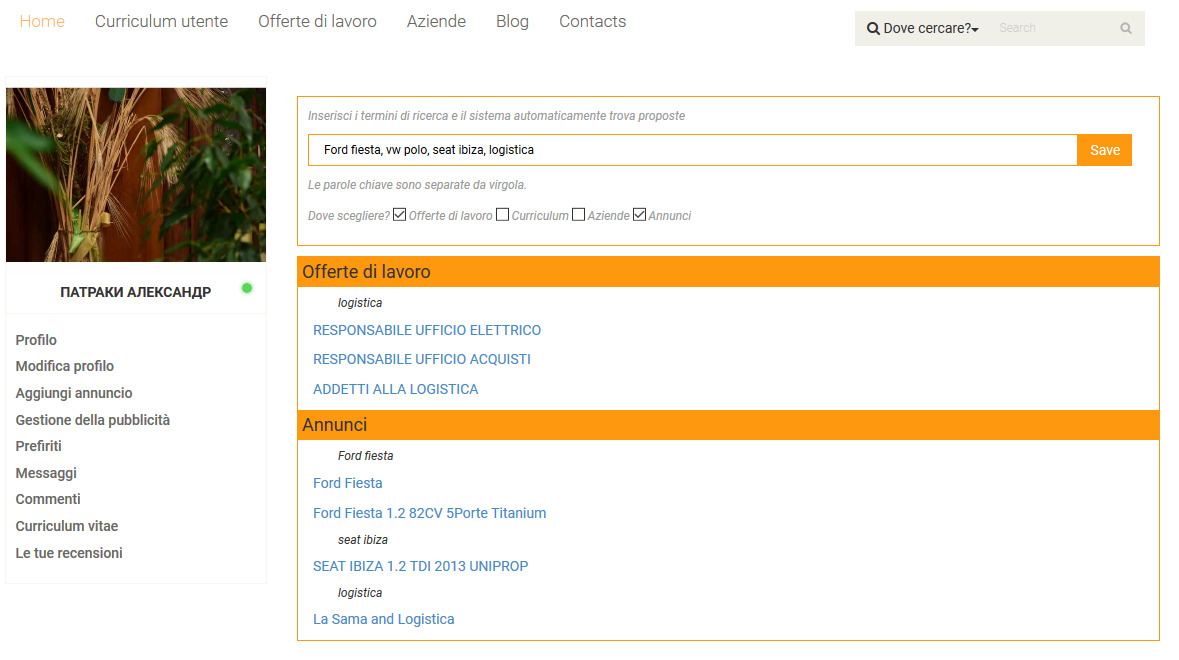 Home Curriculum utente Offerte di lavoro Aziende Blog Contacts
Dove cercare? Search
ПАТРАКИ АЛЕКСАНДР
Profilo
Modifica profilo
Aggiungi annuncio
Gestione della pubblicità
Prefiriti
Messaggi
Commenti
Curriculum vitae
Le tue recensioni
Inserisci i termini di ricerca e il sistema automaticamente trova proposte
Ford fiesta, vw polo, seat ibiza, logistica Save
Le parole chiave sono separate da virgola.
Dove scegliere? Offerte di lavoro Curriculum Aziende Annunci
Offerte di lavoro
logistica
RESPONSABILE UFFICIO ELETTRICO
RESPONSABILE UFFICIO ACQUISTI
ADDETTI ALLA LOGISTICA
Annunci
Ford fiesta
Ford Fiesta
Ford Fiesta 1.2 82CV 5Porte Titanium
seat ibiza
SEAT IBIZA 1.2 TDI 2013 UNIPROP
logistica
La Sama and Logistica